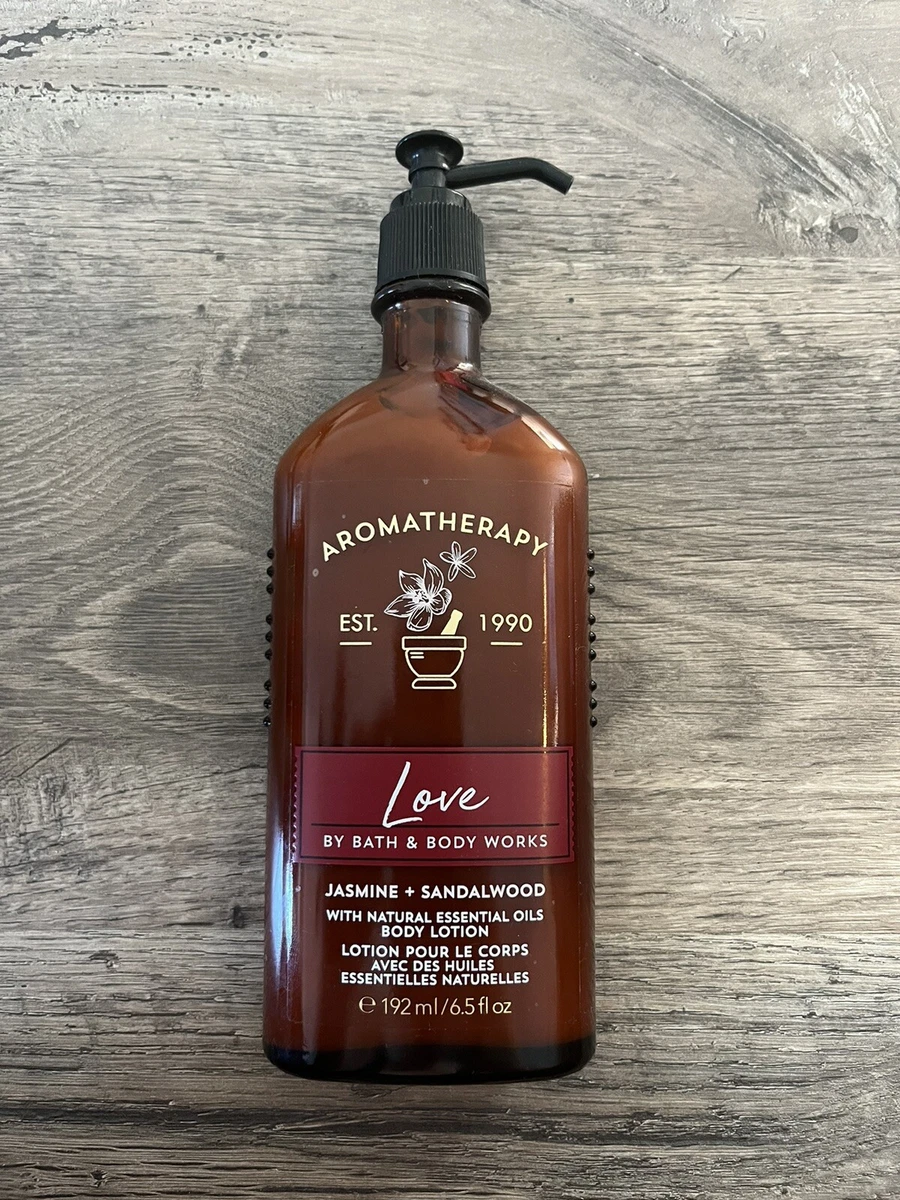 AROMATHERAPY
EST. 1990
Love
BY BATH & BODY WORKS
JASMINE + SANDALWOOD
WITH NATURAL ESSENTIAL OILS
BODY LOTION
LOTION POUR LE CORPS
AVEC DES HUILES
ESSENTIELLES NATURELLES
℮ 192 ml/6.5 fl oz